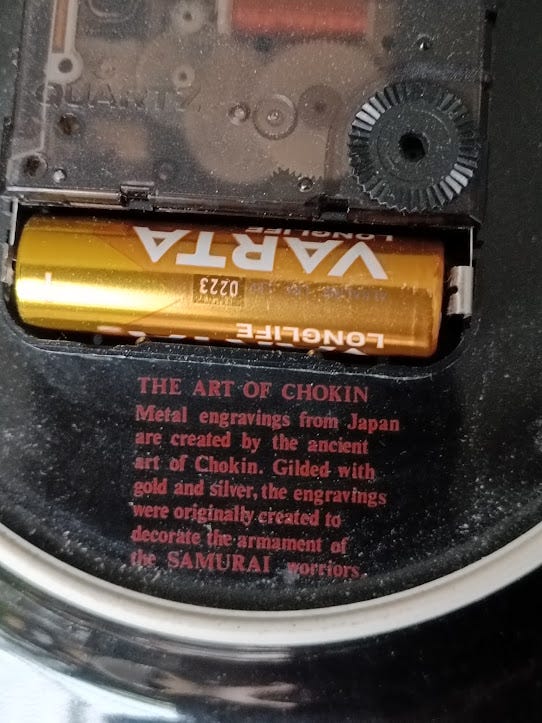 QUARTZ
LONGLIFE
VARTA
0223
LONGLIFE
THE ART OF CHOKIN
Metal engravings from Japan
are created by the ancient
art of Chokin. Gilded with
gold and silver, the engravings
were originally created to
decorate the armament of
the SAMURAI worriors